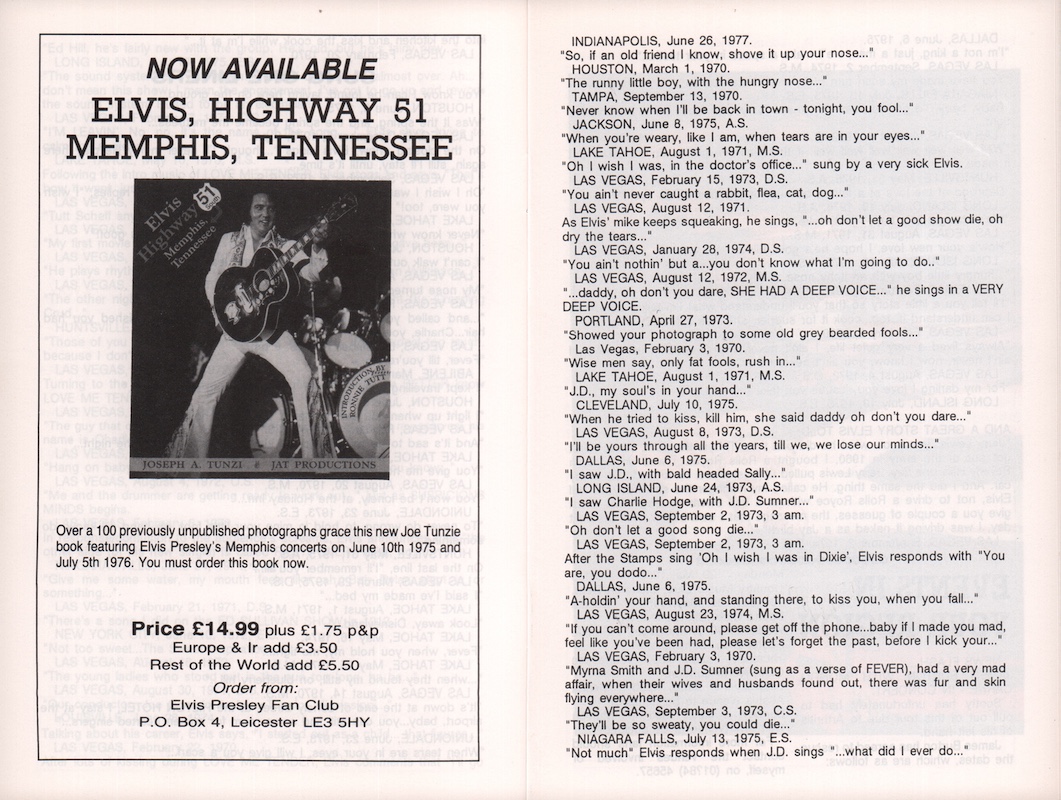 NOW AVAILABLE
ELVIS, HIGHWAY 51
MEMPHIS, TENNESSEE
Elvis
Highway 51
Memphis,
Tennessee
INTRODUCTION BY
RONNIE TUTT
JOSEPH A. TUNZI & JAT PRODUCTIONS
Over a 100 previously unpublished photographs grace this new Joe Tunzie
book featuring Elvis Presley's Memphis concerts on June 10th 1975 and
July 5th 1976. You must order this book now.
Price £14.99 plus £1.75 p&p
Europe & Ir add £3.50
Rest of the World add £5.50
Order from:
Elvis Presley Fan Club
P.O. Box 4, Leicester LE3 5HY
INDIANAPOLIS, June 26, 1977.
"So, if an old friend I know, shove it up your nose..."
HOUSTON, March 1, 1970.
"The runny little boy, with the hungry nose..."
TAMPA, September 13, 1970.
"Never know when I'll be back in town - tonight, you fool..."
JACKSON, June 8, 1975, A.S.
"When you're weary, like I am, when tears are in your eyes..."
LAKE TAHOE, August 1, 1971, M.S.
"Oh I wish I was, in the doctor's office..." sung by a very sick Elvis.
LAS VEGAS, February 15, 1973, D.S.
"You ain't never caught a rabbit, flea, cat, dog..."
LAS VEGAS, August 12, 1971.
As Elvis' mike keeps squeaking, he sings, "...oh don't let a good show die, oh
dry the tears..."
LAS VEGAS, January 28, 1974, D.S.
"You ain't nothin' but a...you don't know what I'm going to do.."
LAS VEGAS, August 12, 1972, M.S.
"...daddy, oh don't you dare, SHE HAD A DEEP VOICE..." he sings in a VERY
DEEP VOICE.
PORTLAND, April 27, 1973.
"Showed your photograph to some old grey bearded fools..."
Las Vegas, February 3, 1970.
"Wise men say, only fat fools, rush in..."
LAKE TAHOE, August 1, 1971, M.S.
"J.D., my soul's in your hand..."
CLEVELAND, July 10, 1975.
"When he tried to kiss, kill him, she said daddy oh don't you dare..."
LAS VEGAS, August 8, 1973, D.S.
"I'll be yours through all the years, till we, we lose our minds..."
DALLAS, June 6, 1975.
"I saw J.D., with bald headed Sally..."
LONG ISLAND, June 24, 1973, A.S.
"I saw Charlie Hodge, with J.D. Sumner..."
LAS VEGAS, September 2, 1973, 3 am.
"Oh don't let a good song die..."
LAS VEGAS, September 2, 1973, 3 am.
After the Stamps sing 'Oh I wish I was in Dixie', Elvis responds with "You
are, you dodo..."
DALLAS, June 6, 1975.
"A-holdin' your hand, and standing there, to kiss you, when you fall..."
LAS VEGAS, August 23, 1974, M.S.
"If you can't come around, please get off the phone...baby if I made you mad,
feel like you've been had, please let's forget the past, before I kick your..."
LAS VEGAS, February 3, 1970.
"Myrna Smith and J.D. Sumner (sung as a verse of FEVER), had a very mad
affair, when their wives and husbands found out, there was fur and skin
flying everywhere..."
LAS VEGAS, September 3, 1973, C.S.
"They'll be so sweaty, you could die..."
NIAGARA FALLS, July 13, 1975, E.S.
"Not much" Elvis responds when J.D. sings "...what did I ever do..."